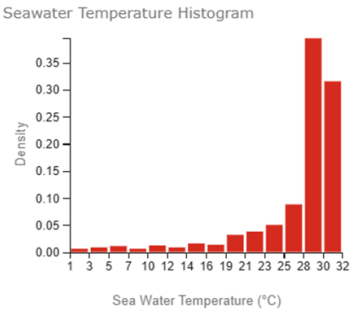 Seawater Temperature Histogram
0.35
0.30
0.25
0.20
0.15
0.10
0.05
0.00
Density
1 3 5 7 10 12 14 16 19 21 23 25 28 30 32
Sea Water Temperature (°C)